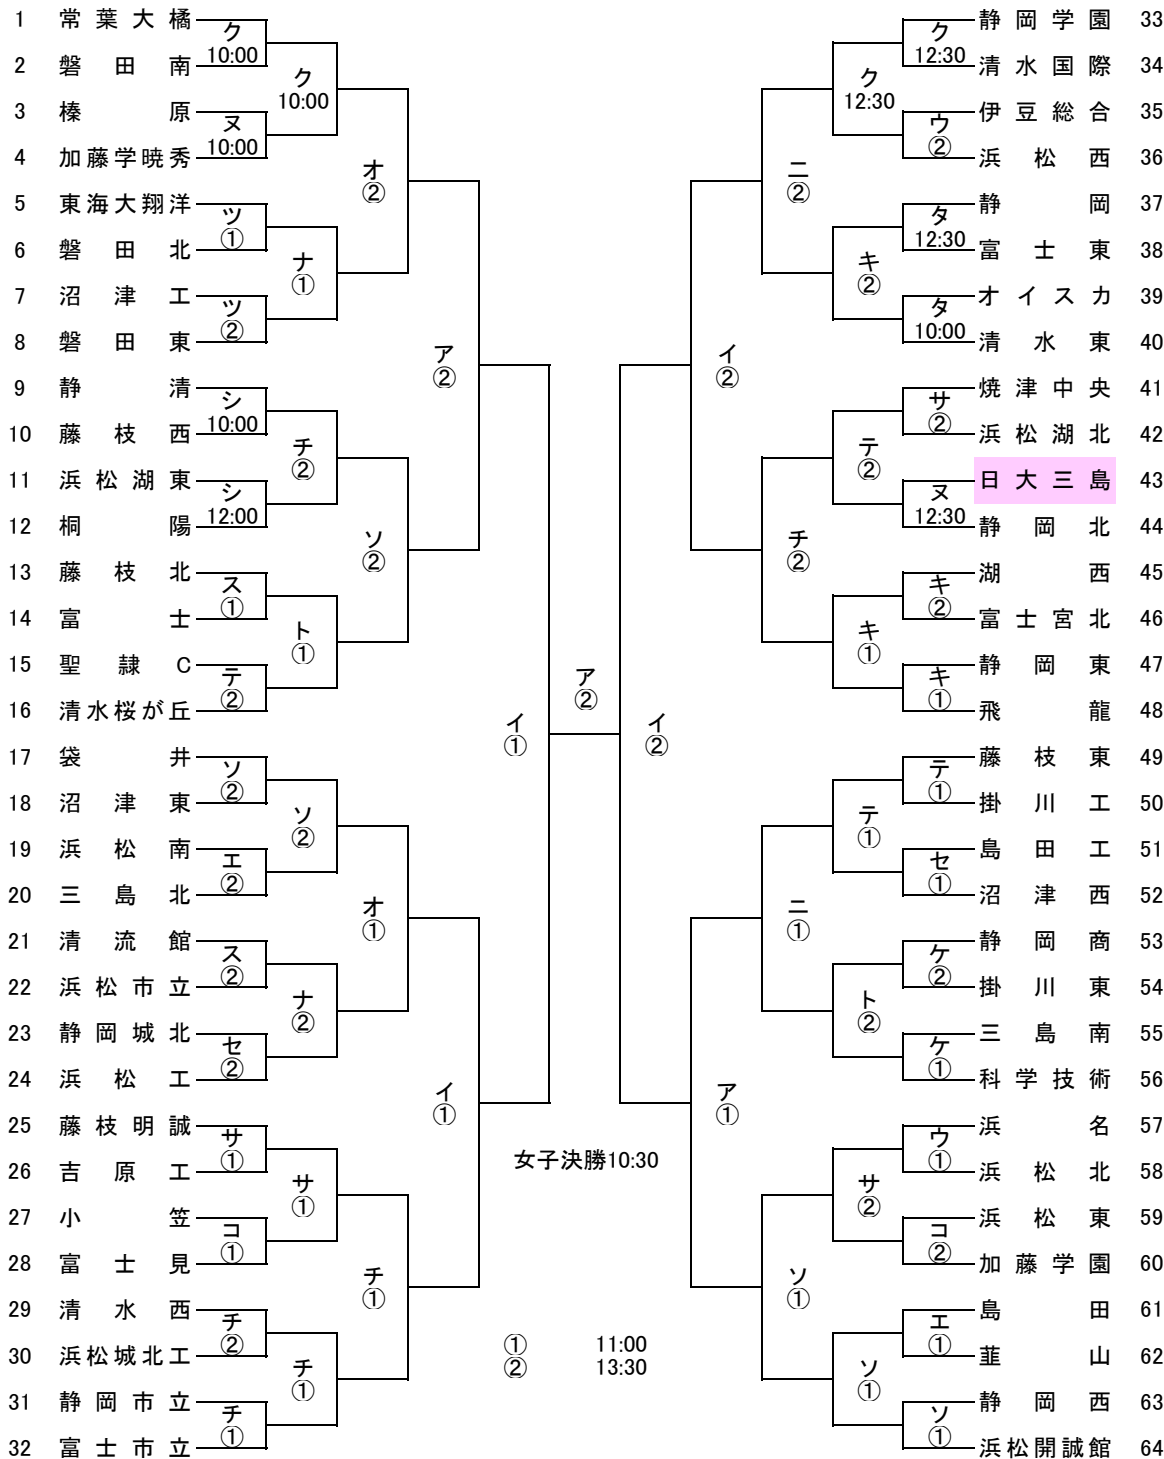 1 常葉大橘
ク
10:00
2 磐田南
ク
10:00
3 榛原
ヌ
10:00
4 加藤学暁秀
オ
②
5 東海大翔洋
ツ
①
6 磐田北
ナ
①
7 沼津工
ツ
②
8 磐田東
ア
②
9 静清
シ
10:00
10 藤枝西
チ
②
11 浜松湖東
シ
12:00
12 桐陽
ソ
②
13 藤枝北
ス
①
14 富士
ト
①
15 聖隷C
テ
②
16 清水桜が丘
イ
①
17 袋井
ソ
②
18 沼津東
ソ
②
19 浜松南
エ
②
20 三島北
オ
①
21 清流館
ス
②
22 浜松市立
ナ
②
23 静岡城北
セ
②
24 浜松工
イ
①
25 藤枝明誠
サ
①
26 吉原工
サ
①
27 小笠
コ
①
28 富士見
チ
①
29 清水西
チ
②
30 浜松城北工
チ
①
31 静岡市立
チ
①
32 富士市立
ア
②
女子決勝10:30
① 11:00
② 13:30
静岡学園 33
ク
12:30
清水国際 34
ク
12:30
伊豆総合 35
ウ
②
浜松西 36
ニ
②
静岡 37
タ
12:30
富士東 38
キ
②
オイスカ 39
タ
10:00
清水東 40
イ
②
焼津中央 41
サ
②
浜松湖北 42
テ
②
日大三島 43
ヌ
12:30
静岡北 44
チ
②
湖西 45
キ
②
富士宮北 46
キ
①
静岡東 47
キ
①
飛龍 48
イ
②
藤枝東 49
テ
①
掛川工 50
テ
①
島田工 51
セ
①
沼津西 52
ニ
①
静岡商 53
ケ
②
掛川東 54
ト
②
三島南 55
ケ
①
科学技術 56
ア
①
浜名 57
ウ
①
浜松北 58
サ
②
浜松東 59
コ
②
加藤学園 60
ソ
①
島田 61
エ
①
韮山 62
ソ
①
静岡西 63
ソ
①
浜松開誠館 64